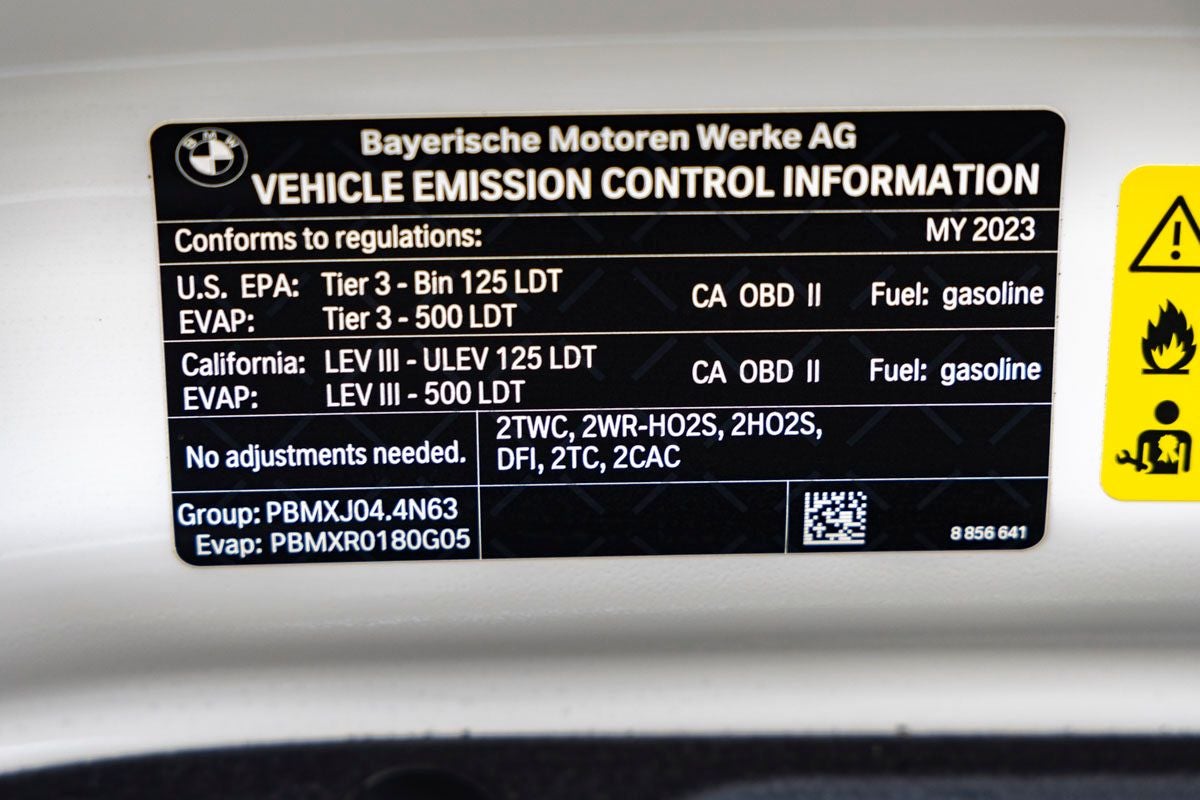 BMW
Bayerische Motoren Werke AG
VEHICLE EMISSION CONTROL INFORMATION
Conforms to regulations: MY 2023
U.S. EPA: Tier 3 - Bin 125 LDT CA OBD II Fuel: gasoline
EVAP: Tier 3 - 500 LDT
California: LEV III - ULEV 125 LDT CA OBD II Fuel: gasoline
EVAP: LEV III - 500 LDT
No adjustments needed.
2TWC, 2WR-HO2S, 2HO2S,
DFI, 2TC, 2CAC
Group: PBMXJ04.4N63
Evap: PBMXR0180G05
8 856 641